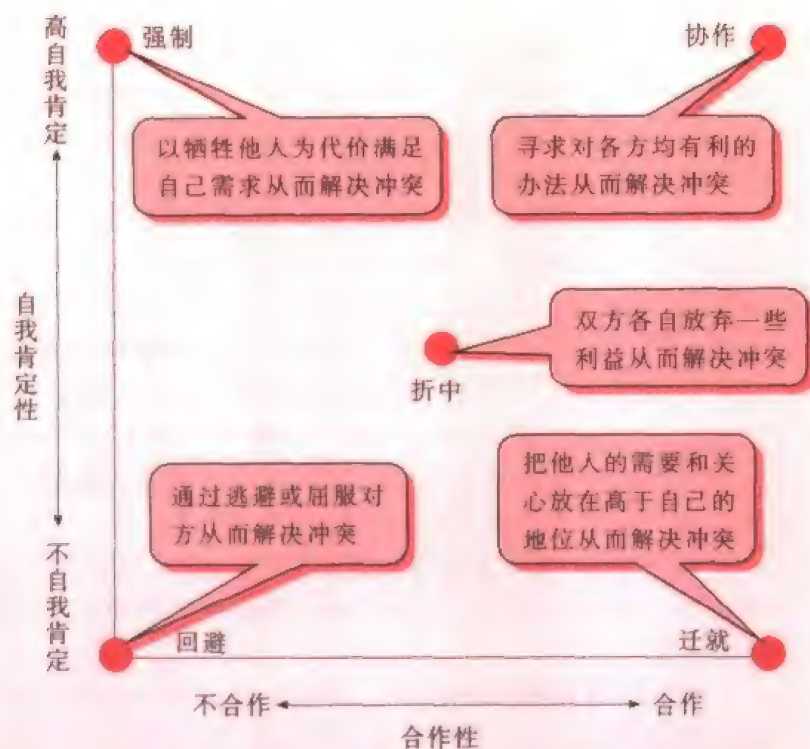 高自我肯定
强制
协作
以牺牲他人为代价满足
自己需求从而解决冲突
寻求对各方均有利的
办法从而解决冲突
自我肯定性
双方各自放弃一些
利益从而解决冲突
折中
通过逃避或屈服对
方从而解决冲突
把他人的需要和关
心放在高于自己的
地位从而解决冲突
不自我肯定
回避
迁就
不合作
合作
合作性